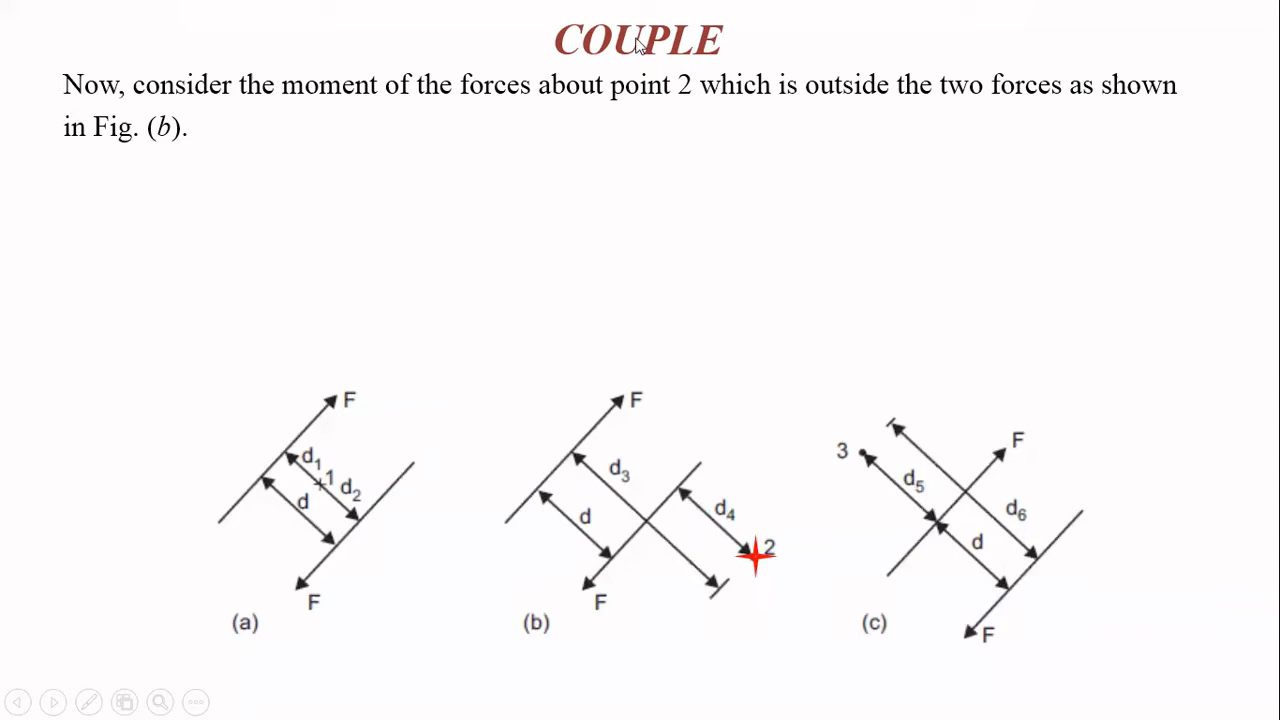 COUPLE
Now, consider the moment of the forces about point 2 which is outside the two forces as shown
in Fig. (b).
F
d1
1
d2
d
F
(a)
F
d3
d
d4
2
F
(b)
3
F
d5
d6
d
F
(c)